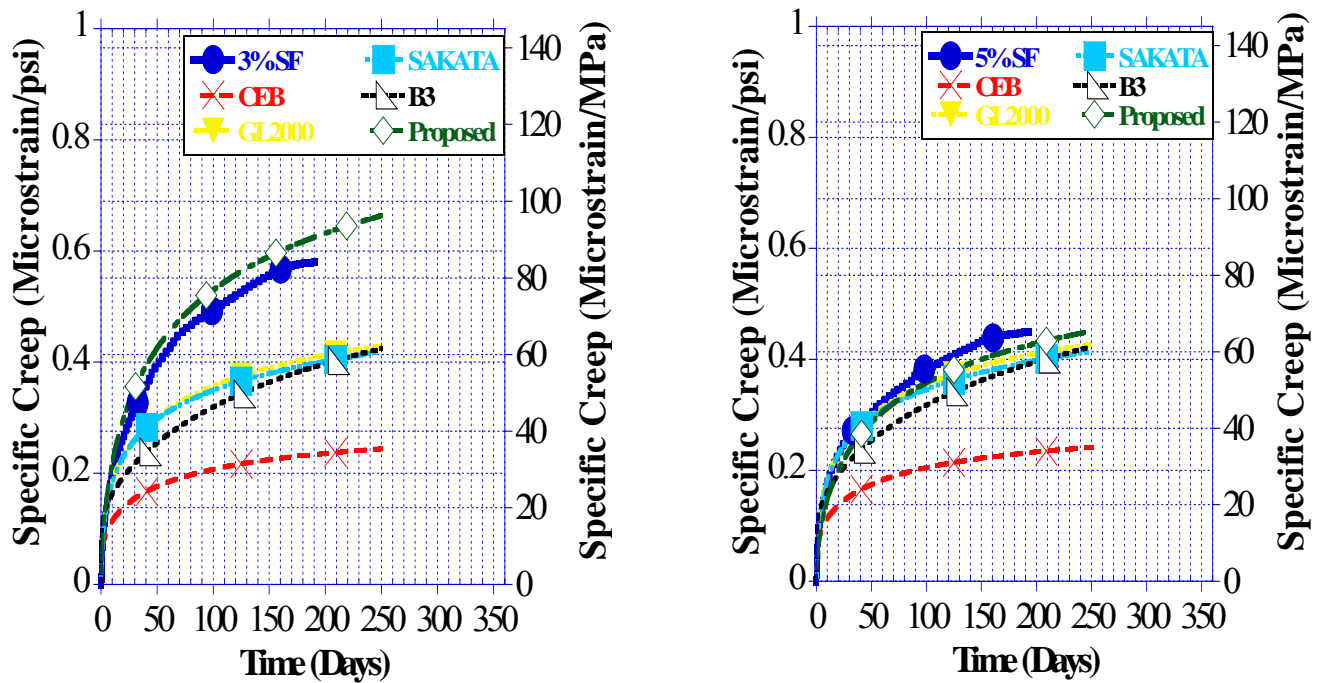 Specific Creep (Microstrain/psi)
1
0.8
0.6
0.4
0.2
0
3%SF
SAKATA
CEB
B3
GL2000
Proposed
140
120
100
80
60
40
20
0
Specific Creep (Microstrain/MPa)
0 50 100 150 200 250 300 350
Time (Days)
Specific Creep (Microstrain/psi)
1
0.8
0.6
0.4
0.2
0
5%SF
SAKATA
CEB
B3
GL2000
Proposed
140
120
100
80
60
40
20
0
Specific Creep (Microstrain/MPa)
0 50 100 150 200 250 300 350
Time (Days)